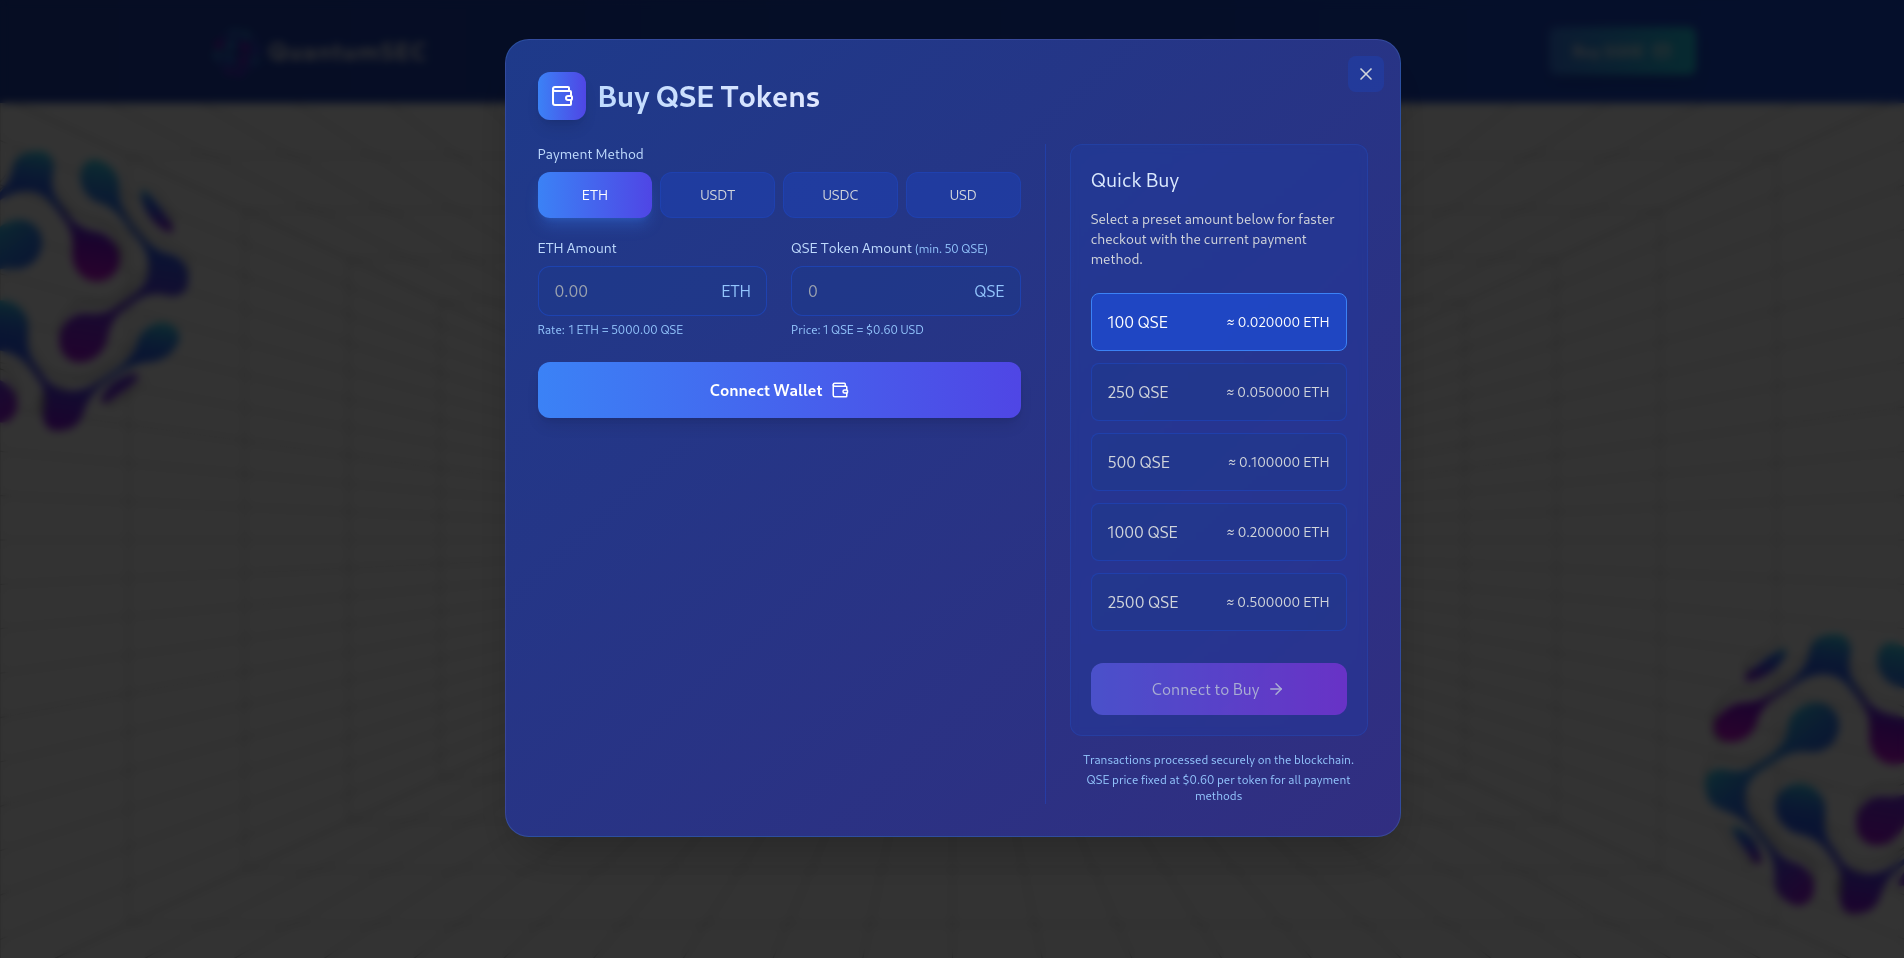 QuantumSEC
Buy QSE Tokens
Payment Method
ETH
USDT
USDC
USD
ETH Amount
0.00
ETH
Rate: 1 ETH = 5000.00 QSE
QSE Token Amount (min. 50 QSE)
0
QSE
Price: 1 QSE = $0.60 USD
Connect Wallet
Quick Buy
Select a preset amount below for faster
checkout with the current payment
method.
100 QSE ≈ 0.020000 ETH
250 QSE ≈ 0.050000 ETH
500 QSE ≈ 0.100000 ETH
1000 QSE ≈ 0.200000 ETH
2500 QSE ≈ 0.500000 ETH
Connect to Buy
Transactions processed securely on the blockchain.
QSE price fixed at $0.60 per token for all payment
methods